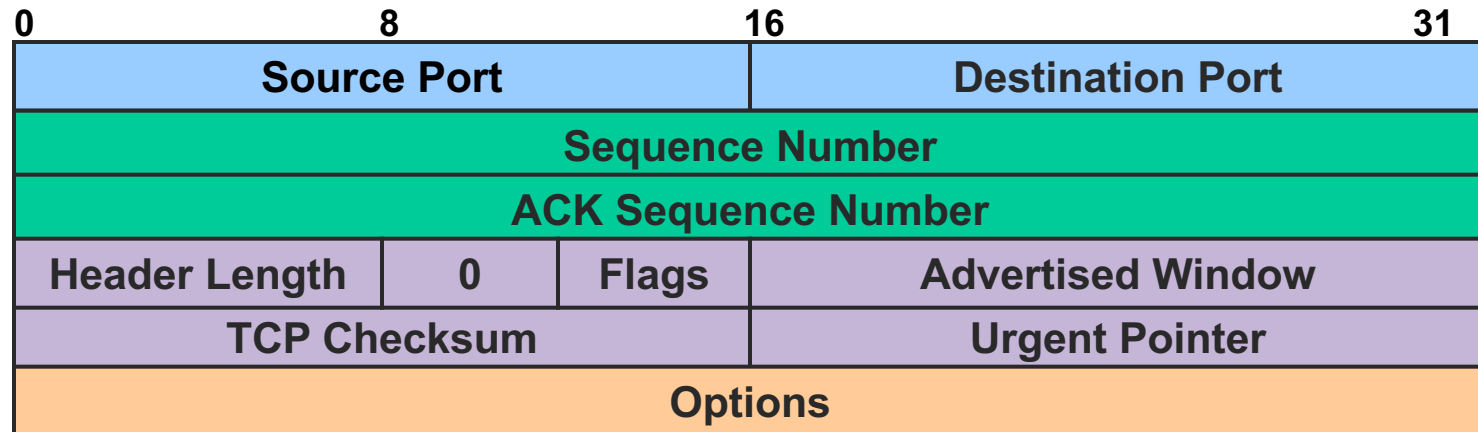 0 8 16 31
Source Port Destination Port
Sequence Number
ACK Sequence Number
Header Length 0 Flags Advertised Window
TCP Checksum Urgent Pointer
Options